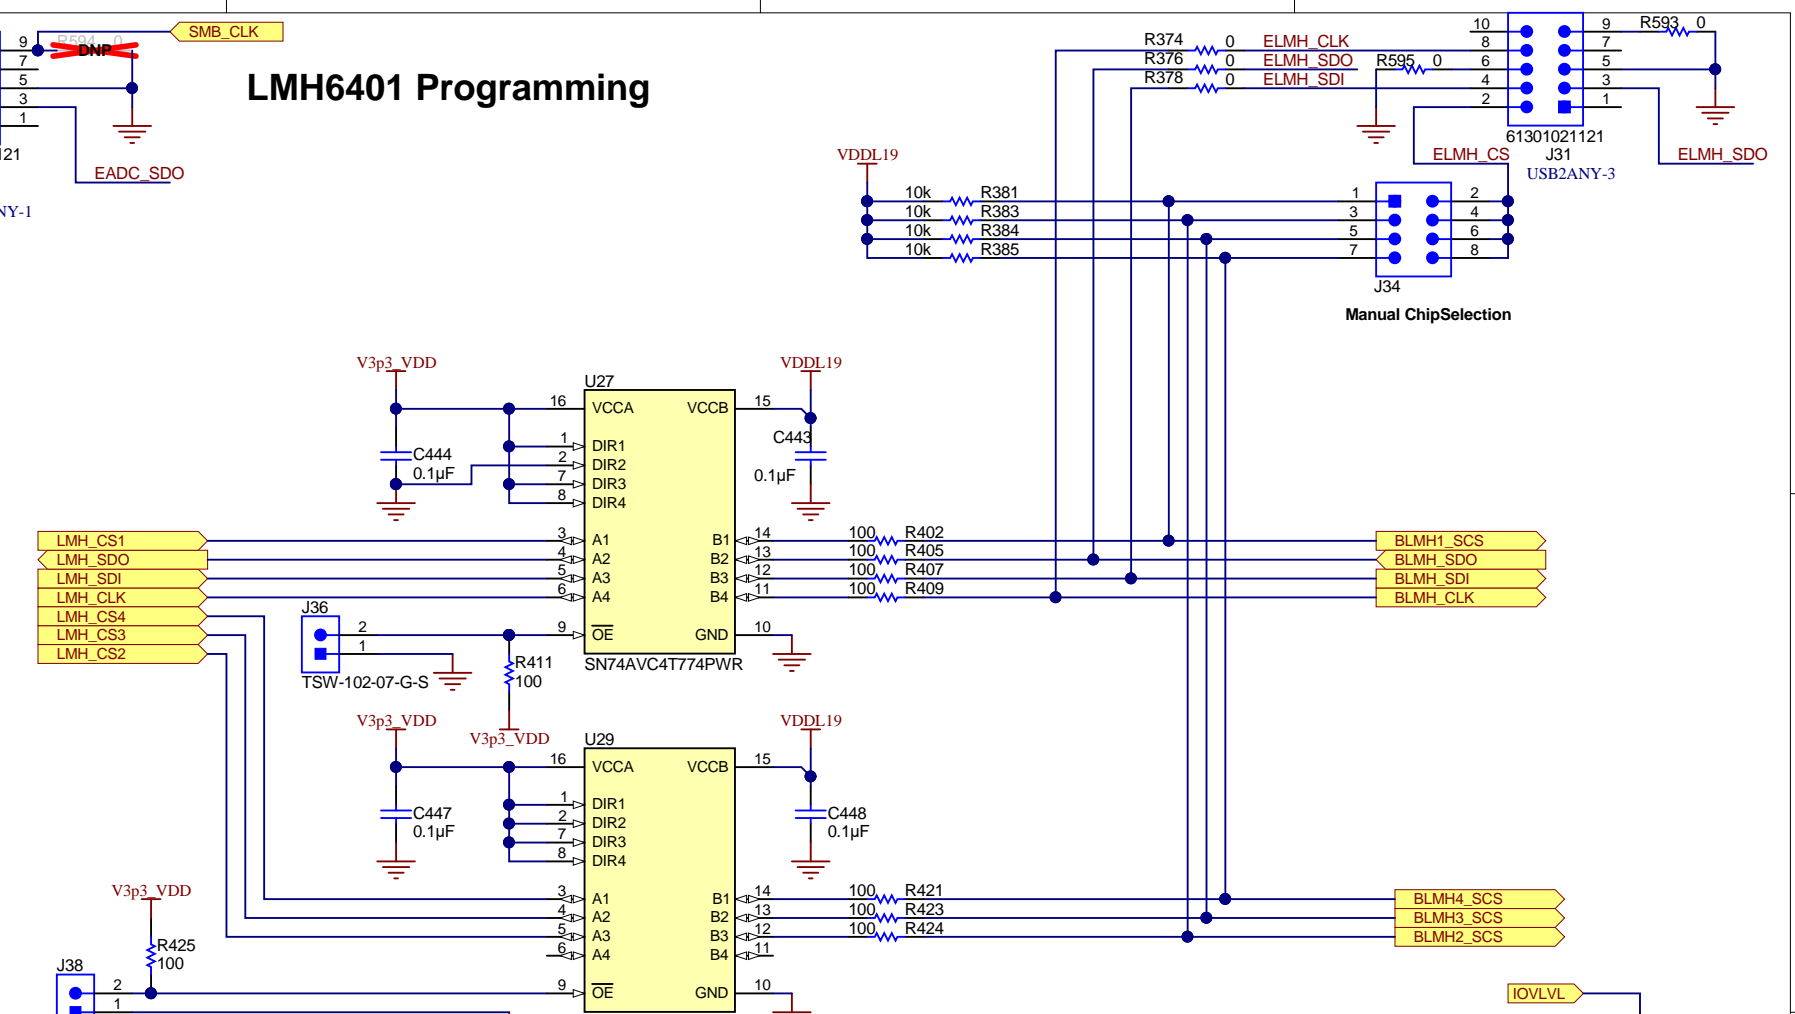 SMB_CLK
R594 0
DNP
9
7
5
3
1
121
EADC_SDO
NY-1
LMH6401 Programming
R374 0 ELMH_CLK
R376 0 ELMH_SDO
R378 0 ELMH_SDI
R595 0
10 9 R593 0
8 7
6 5
4 3
2 1
61301021121
J31
USB2ANY-3
ELMH_CS
ELMH_SDO
VDDL19
10k R381 1 2
10k R383 3 4
10k R384 5 6
10k R385 7 8
J34
Manual ChipSelection
V3p3_VDD
VDDL19
U27
16 VCCA VCCB 15
C444
0.1µF
C443
0.1µF
1 DIR1
2 DIR2
7 DIR3
8 DIR4
LMH_CS1 3 A1 B1 14 100 R402 BLMH1_SCS
LMH_SDO 4 A2 B2 13 100 R405 BLMH_SDO
LMH_SDI 5 A3 B3 12 100 R407 BLMH_SDI
LMH_CLK 6 A4 B4 11 100 R409 BLMH_CLK
LMH_CS4
LMH_CS3
LMH_CS2
J36
2
1
TSW-102-07-G-S
9 OE GND 10
R411
100
SN74AVC4T774PWR
V3p3_VDD
V3p3_VDD
VDDL19
U29
16 VCCA VCCB 15
C447
0.1µF
C448
0.1µF
1 DIR1
2 DIR2
7 DIR3
8 DIR4
3 A1 B1 14 100 R421 BLMH4_SCS
4 A2 B2 13 100 R423 BLMH3_SCS
5 A3 B3 12 100 R424 BLMH2_SCS
6 A4 B4 11
V3p3_VDD
R425
100
J38
2
1
9 OE GND 10
IOVLVL